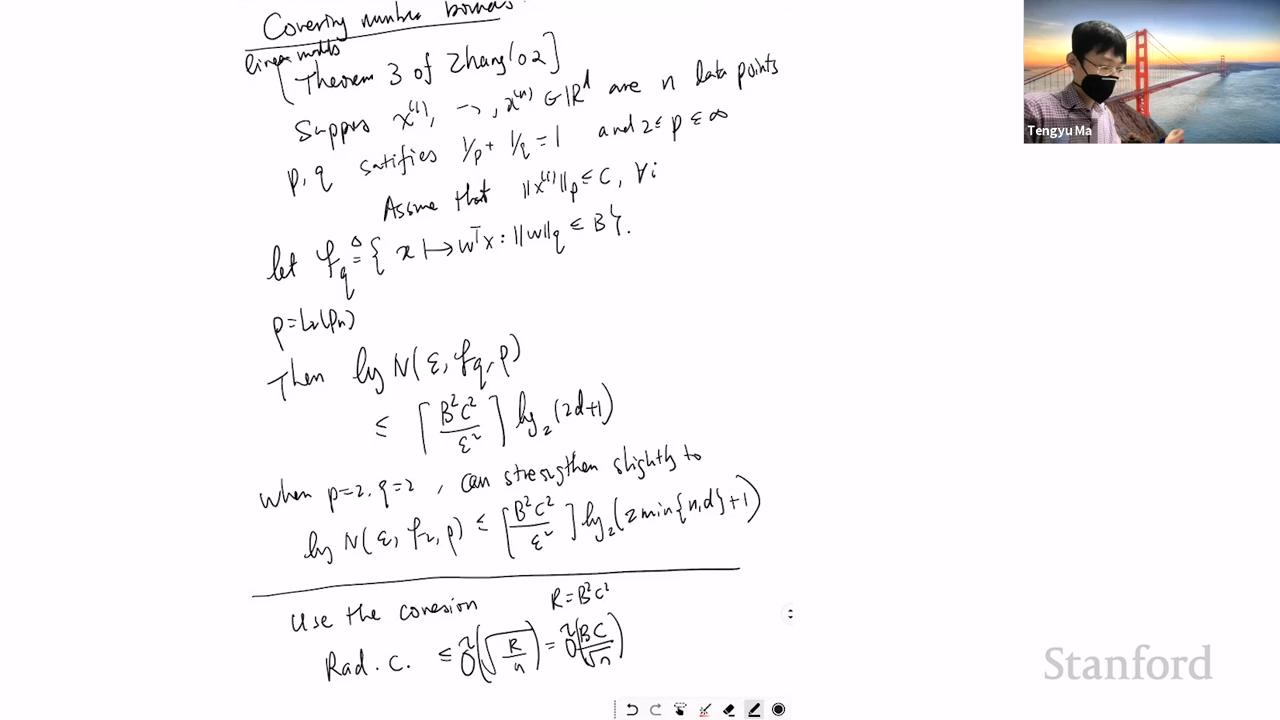 Covering number bounds
linear models
[Theorem 3 of Zhang'02]
Suppose x^(1), ..., x^(n) ∈ R^d are n data points
p, q satifies 1/p + 1/q = 1 and 2 ≤ p ≤ ∞
Assume that ||x^(i)||_p ≤ C, ∀i
let F_q ≜ { x ↦ w^T x : ||w||_q ≤ B }.
ρ = L_2(P_n)
Then log N(ε, F_q, ρ)
≤ ⌈B²C²/ε²⌉ log_2(2d+1)
when p=2, q=2, can strengthen slightly to
log N(ε, F_2, ρ) ≤ ⌈B²C²/ε²⌉ log_2(2 min{n,d}+1)
Use the conesion R = B²C²
Rad. C. ≤ Õ(√(R/n)) = Õ(BC/√n)
Tengyu Ma
Stanford